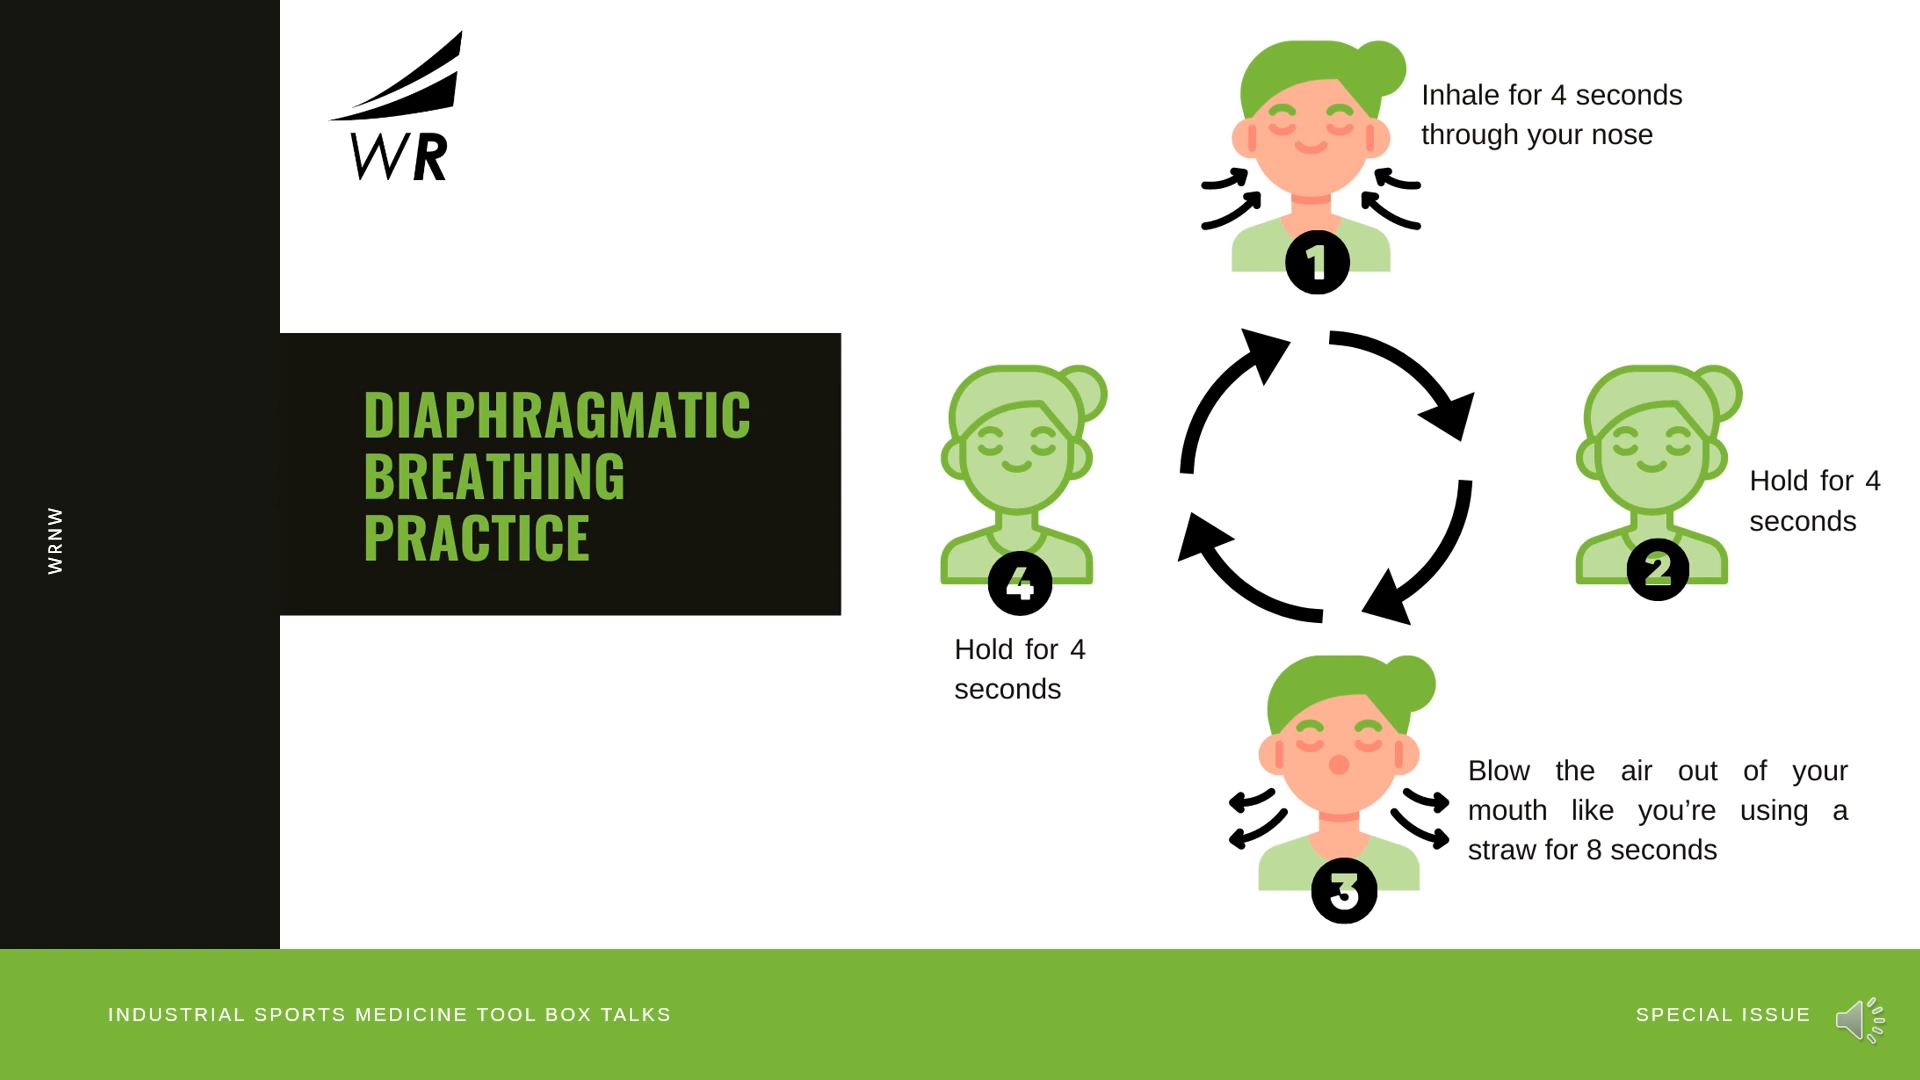 WR
Inhale for 4 seconds
through your nose
1
DIAPHRAGMATIC
BREATHING
PRACTICE
WRNW
4
Hold for 4
seconds
2
Hold for 4
seconds
3
Blow the air out of your
mouth like you’re using a
straw for 8 seconds
INDUSTRIAL SPORTS MEDICINE TOOL BOX TALKS
SPECIAL ISSUE